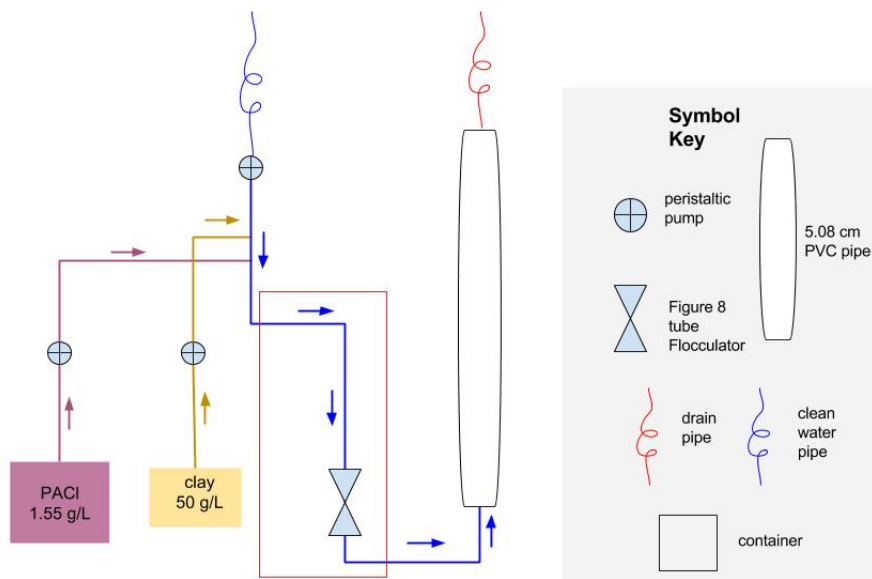 PACl
1.55 g/L
clay
50 g/L
Symbol
Key
peristaltic
pump
5.08 cm
PVC pipe
Figure 8
tube
Flocculator
drain
pipe
clean
water
pipe
container